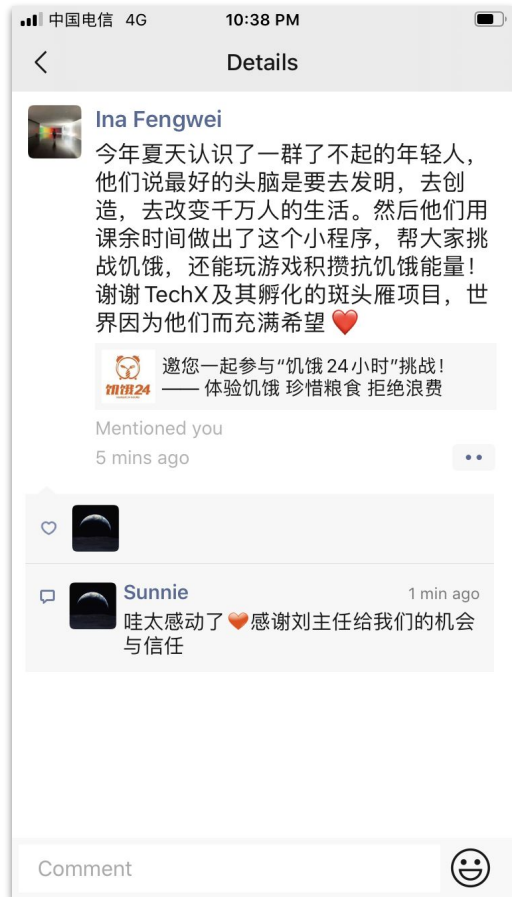 中国电信 4G 10:38 PM
Details
Ina Fengwei
今年夏天认识了一群了不起的年轻人，
他们说最好的头脑是要去发明，去创
造，去改变千万人的生活。然后他们用
课余时间做出了这个小程序，帮大家挑
战饥饿，还能玩游戏积攒抗饥饿能量！
谢谢TechX及其孵化的斑头雁项目，世
界因为他们而充满希望❤️
饥饿24
邀您一起参与“饥饿24小时”挑战！
—— 体验饥饿 珍惜粮食 拒绝浪费
Mentioned you
5 mins ago
Sunnie 1 min ago
哇太感动了❤️感谢刘主任给我们的机会
与信任
Comment